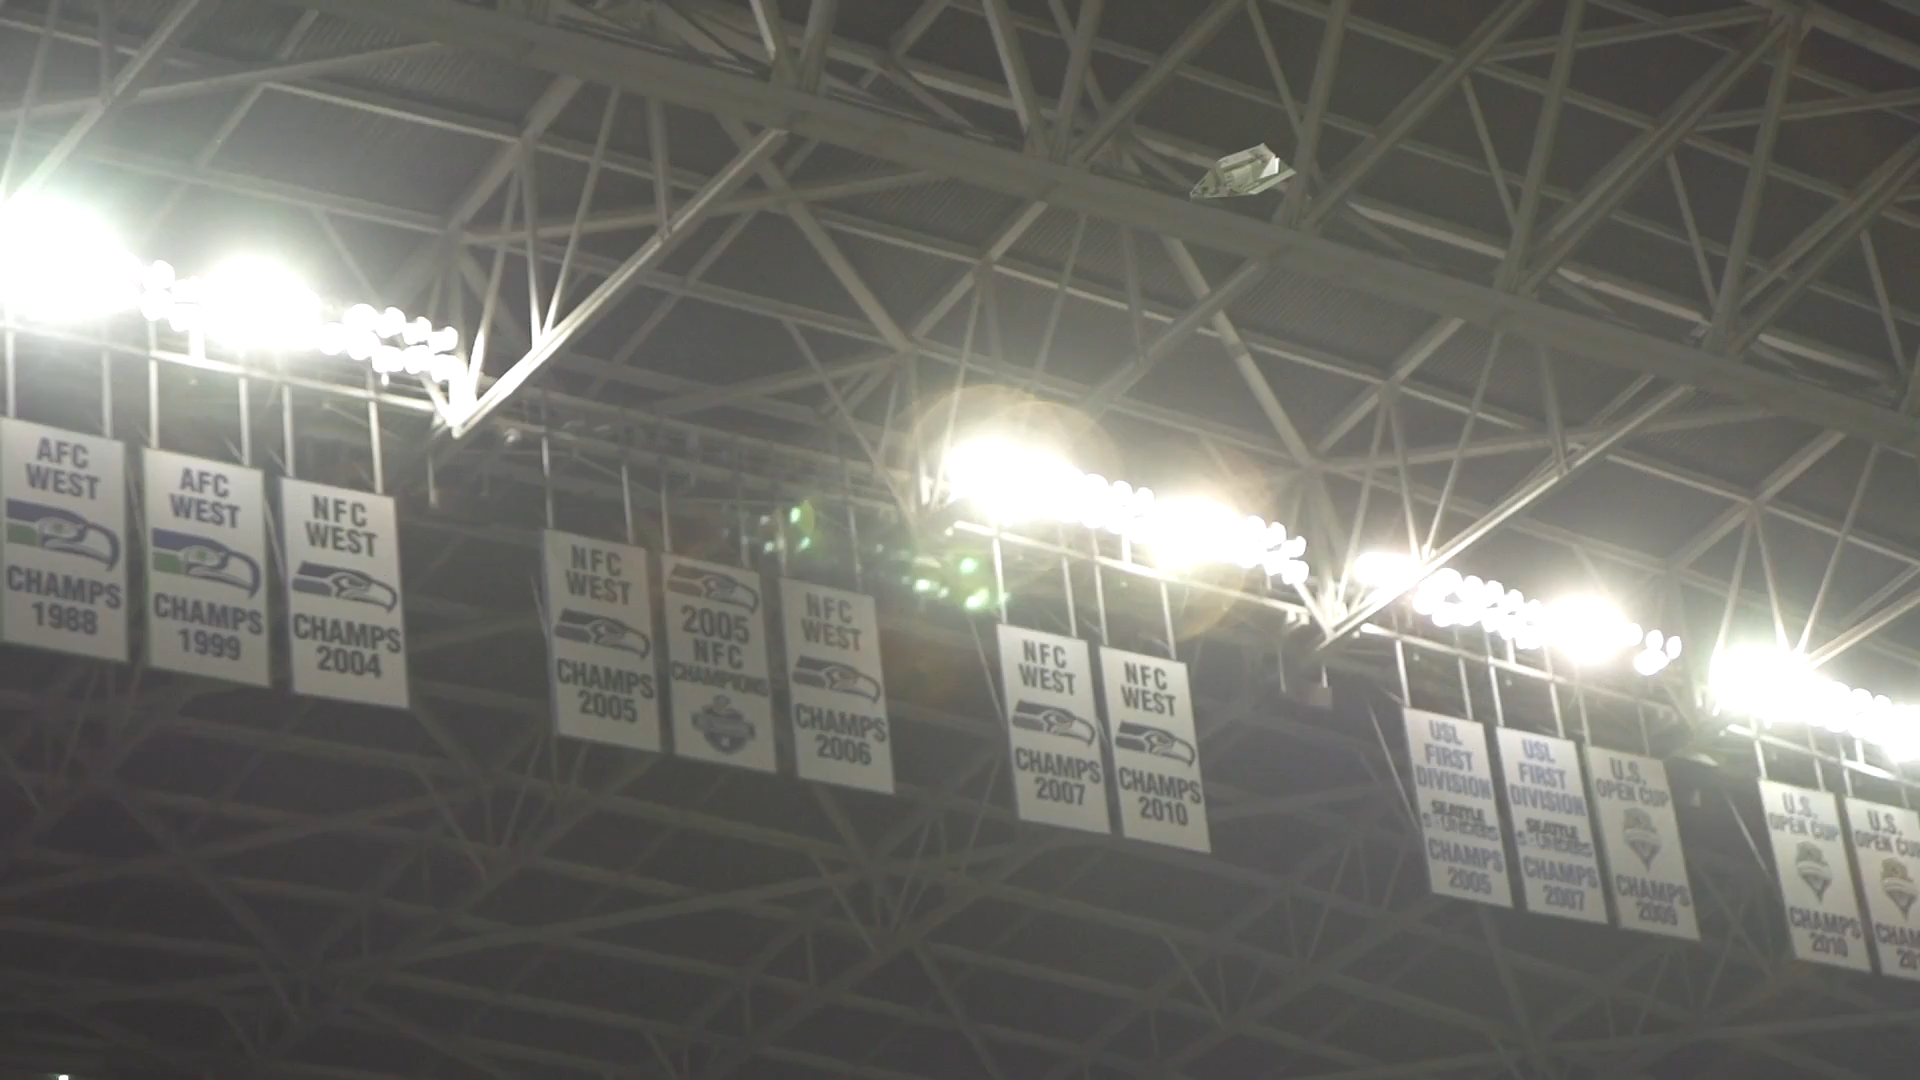 AFC
WEST
CHAMPS
1988
AFC
WEST
CHAMPS
1999
NFC
WEST
CHAMPS
2004
NFC
WEST
CHAMPS
2005
2005
NFC
CHAMPIONS
NFC
WEST
CHAMPS
2006
NFC
WEST
CHAMPS
2007
NFC
WEST
CHAMPS
2010
USL
FIRST
DIVISION
SEATTLE
SOUNDERS
CHAMPS
2005
USL
FIRST
DIVISION
SEATTLE
SOUNDERS
CHAMPS
2007
U.S.
OPEN CUP
CHAMPS
2009
U.S.
OPEN CUP
CHAMPS
2010
U.S.
OPEN CUP
CHAM
20